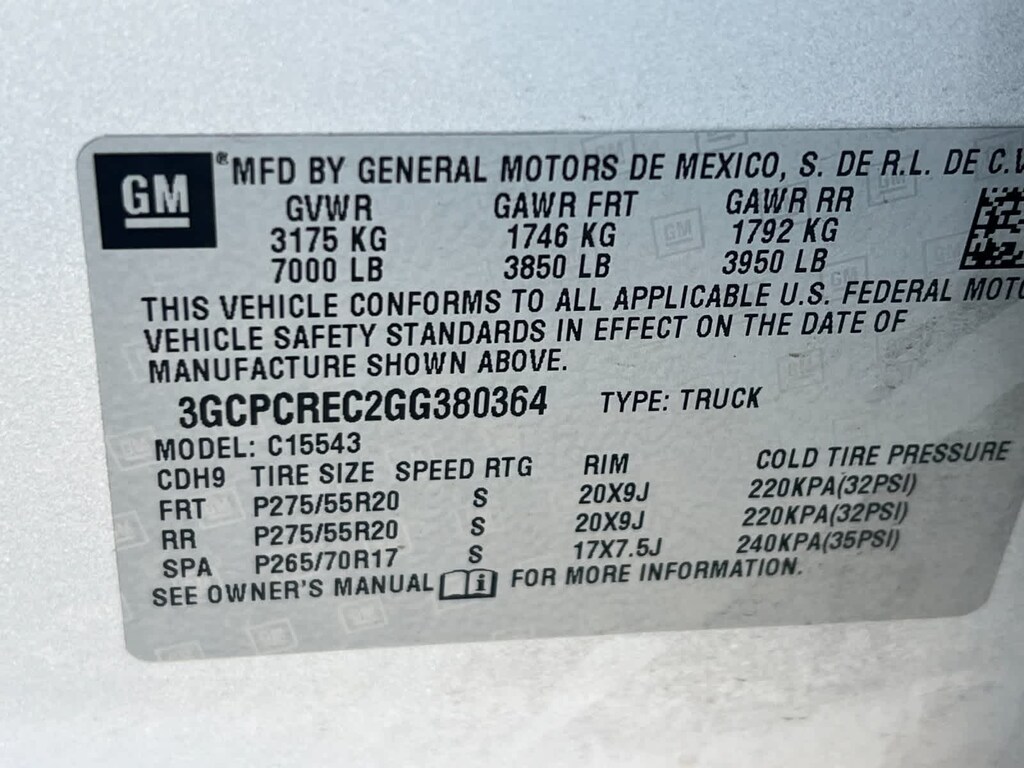 GM ® MFD BY GENERAL MOTORS DE MEXICO, S. DE R.L. DE C.V
GVWR GAWR FRT GAWR RR
3175 KG 1746 KG 1792 KG
7000 LB 3850 LB 3950 LB
THIS VEHICLE CONFORMS TO ALL APPLICABLE U.S. FEDERAL MOTO
VEHICLE SAFETY STANDARDS IN EFFECT ON THE DATE OF
MANUFACTURE SHOWN ABOVE.
3GCPCREC2GG380364 TYPE: TRUCK
MODEL: C15543
CDH9 TIRE SIZE SPEED RTG RIM COLD TIRE PRESSURE
FRT P275/55R20 S 20X9J 220KPA(32PSI)
RR P275/55R20 S 20X9J 220KPA(32PSI)
SPA P265/70R17 S 17X7.5J 240KPA(35PSI)
SEE OWNER'S MANUAL i FOR MORE INFORMATION.